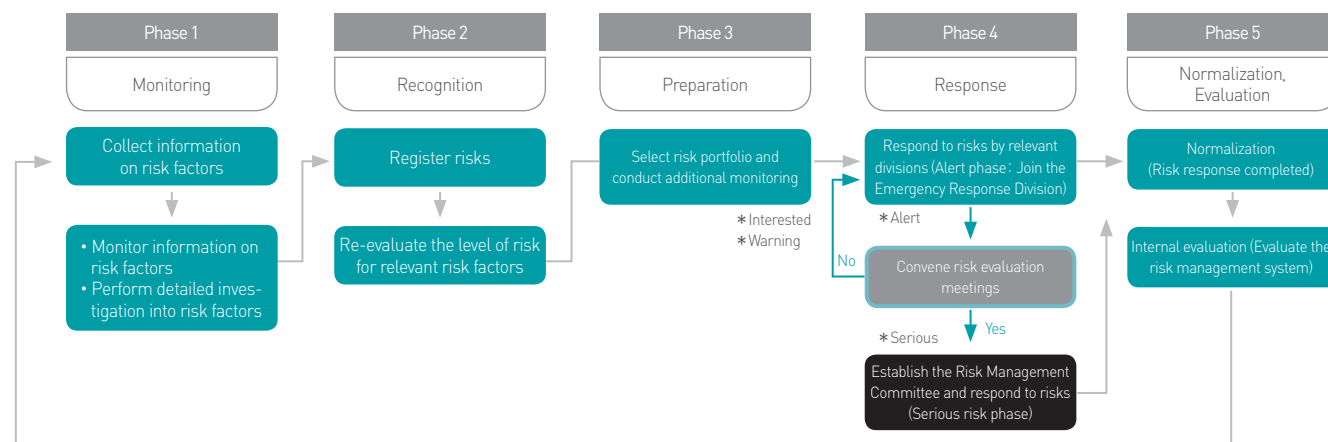 Phase 1
Monitoring
Collect information
on risk factors
• Monitor information on
risk factors
• Perform detailed inves-
tigation into risk factors
Phase 2
Recognition
Register risks
Re-evaluate the level of risk
for relevant risk factors
Phase 3
Preparation
Select risk portfolio and
conduct additional monitoring
*Interested
*Warning
Phase 4
Response
Respond to risks by relevant
divisions (Alert phase: Join the
Emergency Response Division)
*Alert
No
Convene risk evaluation
meetings
Yes
*Serious
Establish the Risk Management
Committee and respond to risks
(Serious risk phase)
Phase 5
Normalization,
Evaluation
Normalization
(Risk response completed)
Internal evaluation (Evaluate the
risk management system)